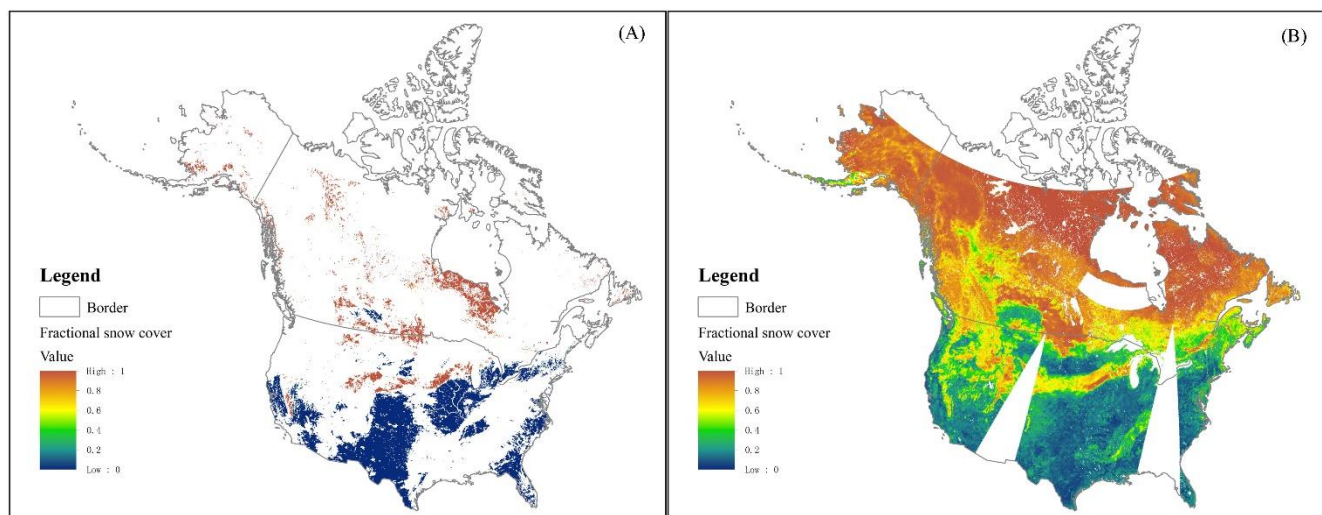 (A)
Legend
Border
Fractional snow cover
Value
High : 1
0.8
0.6
0.4
0.2
Low : 0
(B)
Legend
Border
Fractional snow cover
Value
High : 1
0.8
0.6
0.4
0.2
Low : 0